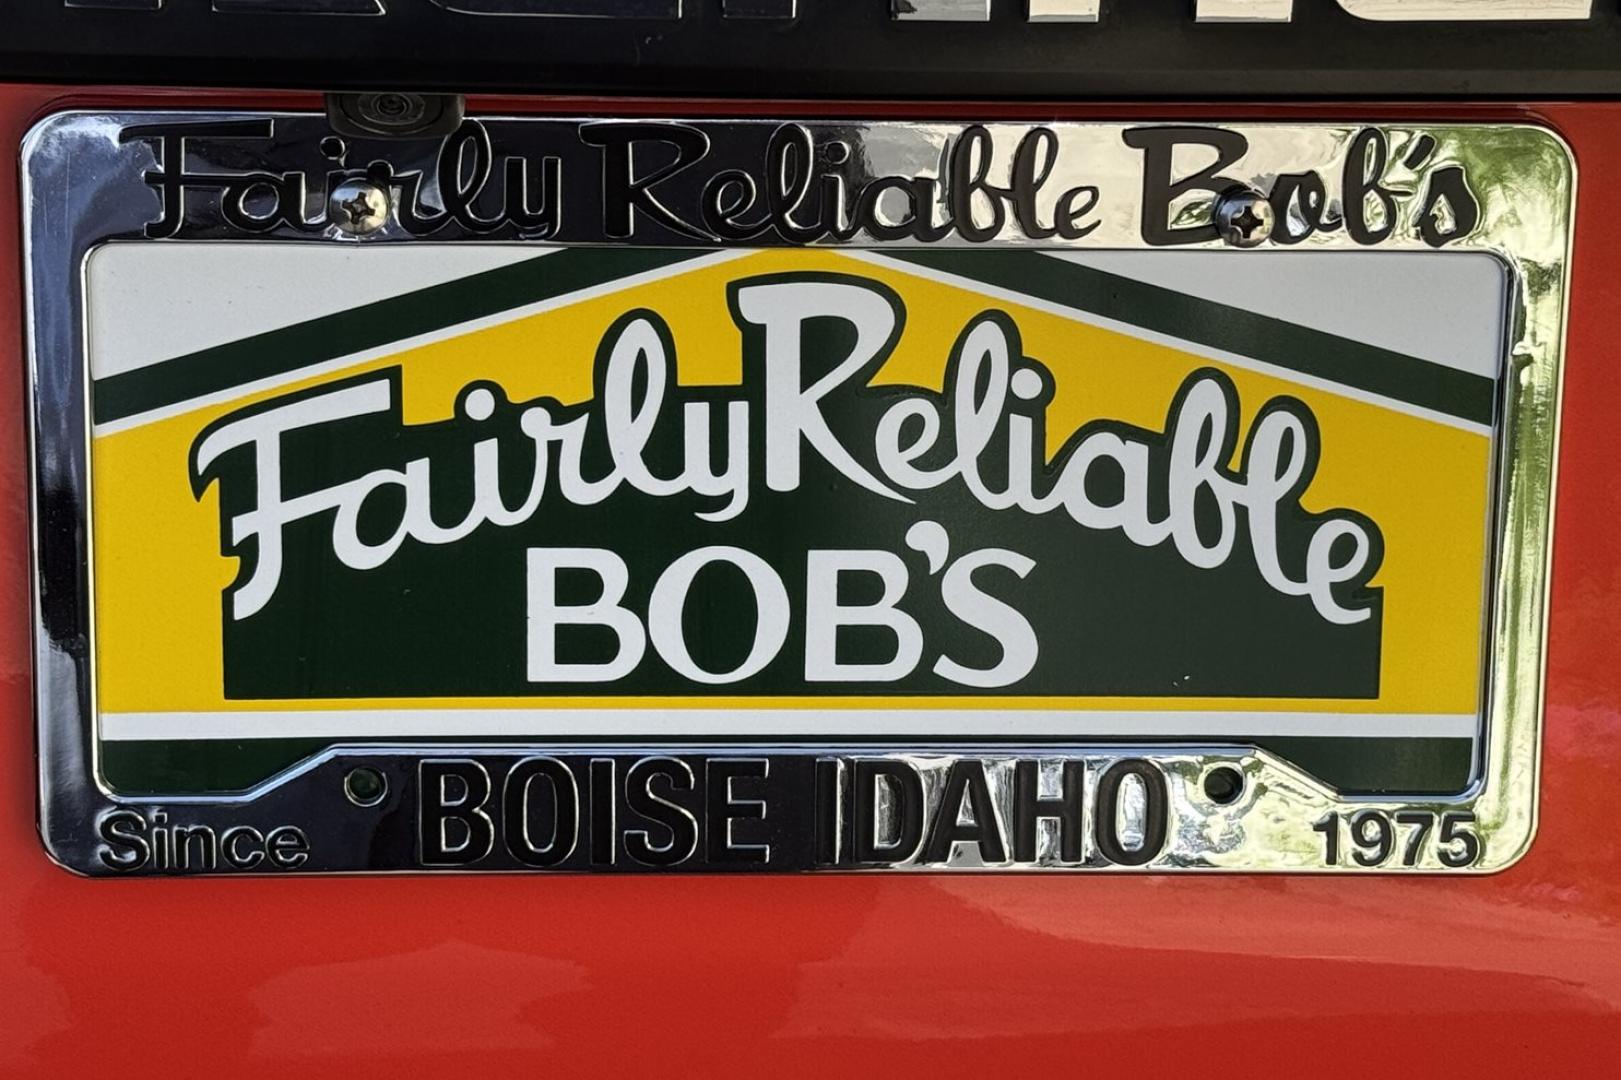 Fairly Reliable Bob's
Fairly Reliable
BOB'S
BOISE IDAHO
Since 1975